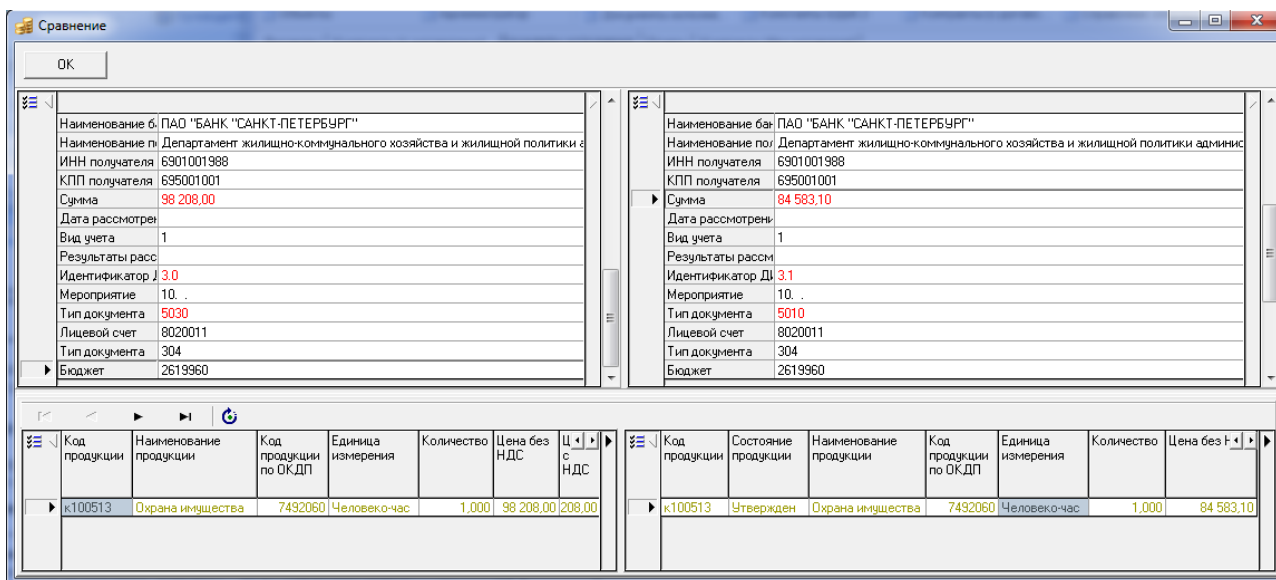 Сравнение
OK
Наименование б. ПАО "БАНК "САНКТ-ПЕТЕРБУРГ"
Наименование п Департамент жилищно-коммунального хозяйства и жилищной политики а
ИНН получателя 6901001988
КПП получателя 695001001
Сумма 98 208,00
Дата рассмотрен
Вид учета 1
Результаты расс
Идентификатор Д 3.0
Мероприятие 10. .
Тип документа 5030
Лицевой счет 8020011
Тип документа 304
Бюджет 2619960
Наименование бан ПАО "БАНК "САНКТ-ПЕТЕРБУРГ"
Наименование пол Департамент жилищно-коммунального хозяйства и жилищной политики админис
ИНН получателя 6901001988
КПП получателя 695001001
Сумма 84 583,10
Дата рассмотрени
Вид учета 1
Результаты рассм
Идентификатор ДИ 3.1
Мероприятие 10. .
Тип документа 5010
Лицевой счет 8020011
Тип документа 304
Бюджет 2619960
Код продукции Наименование продукции Код продукции по ОКДП Единица измерения Количество Цена без НДС Ц с НДС
к100513 Охрана имущества 7492060 Человеко-час 1,000 98 208,00 208,00
Код продукции Состояние продукции Наименование продукции Код продукции по ОКДП Единица измерения Количество Цена без Н
к100513 Утвержден Охрана имущества 7492060 Человеко-час 1,000 84 583,10